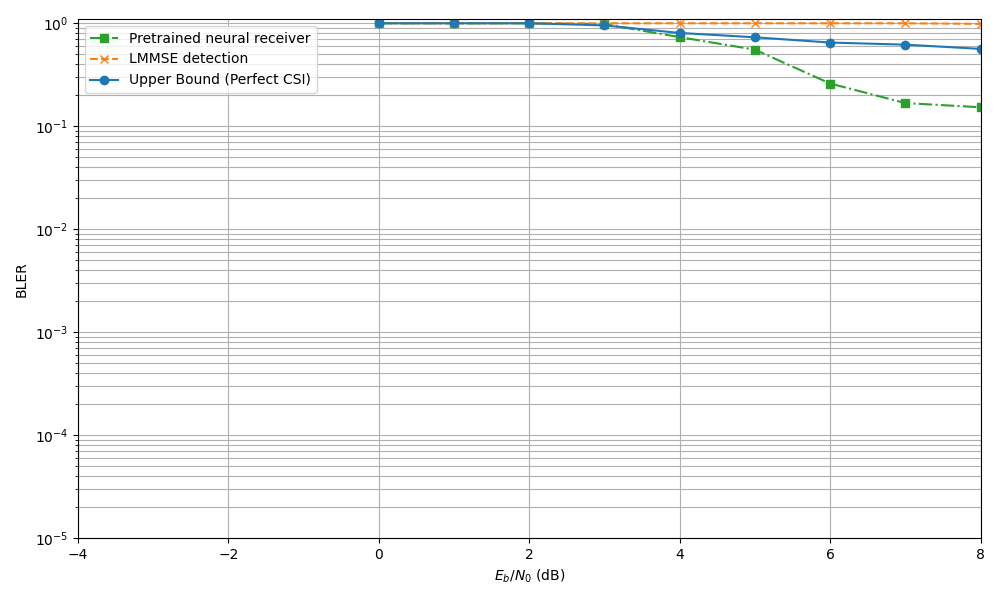 10⁰
10⁻¹
10⁻²
10⁻³
10⁻⁴
10⁻⁵
BLER
Pretrained neural receiver
LMMSE detection
Upper Bound (Perfect CSI)
−4 −2 0 2 4 6 8
E_b/N_0 (dB)